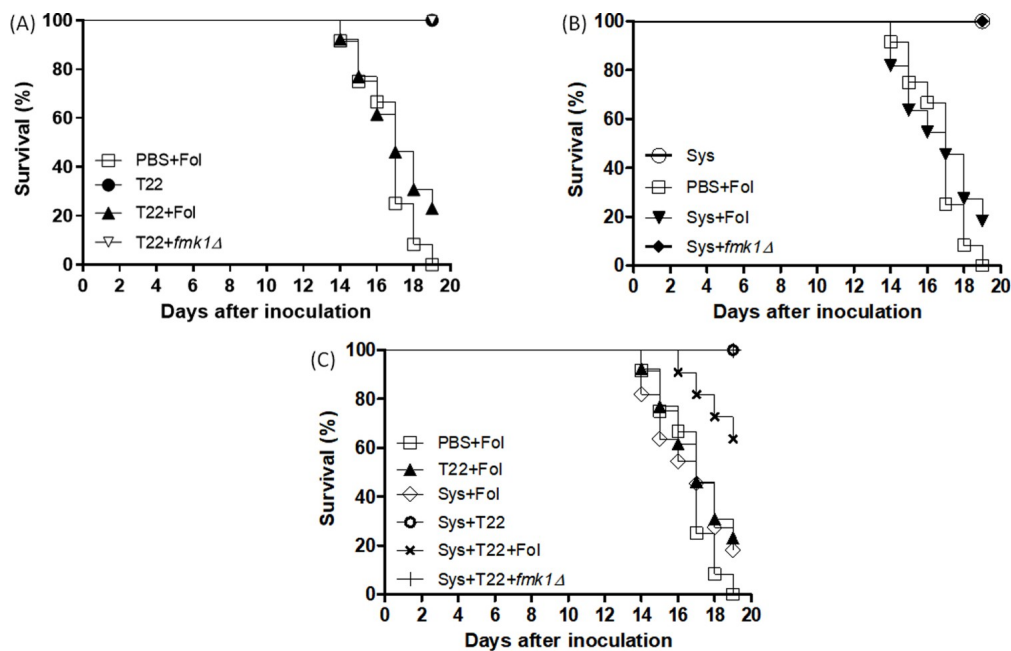 (A)
Survival (%)
100
80
60
40
20
0
PBS+Fol
T22
T22+Fol
T22+fmk1Δ
0 2 4 6 8 10 12 14 16 18 20
Days after inoculation
(B)
Survival (%)
100
80
60
40
20
0
Sys
PBS+Fol
Sys+Fol
Sys+fmk1Δ
0 2 4 6 8 10 12 14 16 18 20
Days after inoculation
(C)
Survival (%)
100
80
60
40
20
0
PBS+Fol
T22+Fol
Sys+Fol
Sys+T22
Sys+T22+Fol
Sys+T22+fmk1Δ
0 2 4 6 8 10 12 14 16 18 20
Days after inoculation